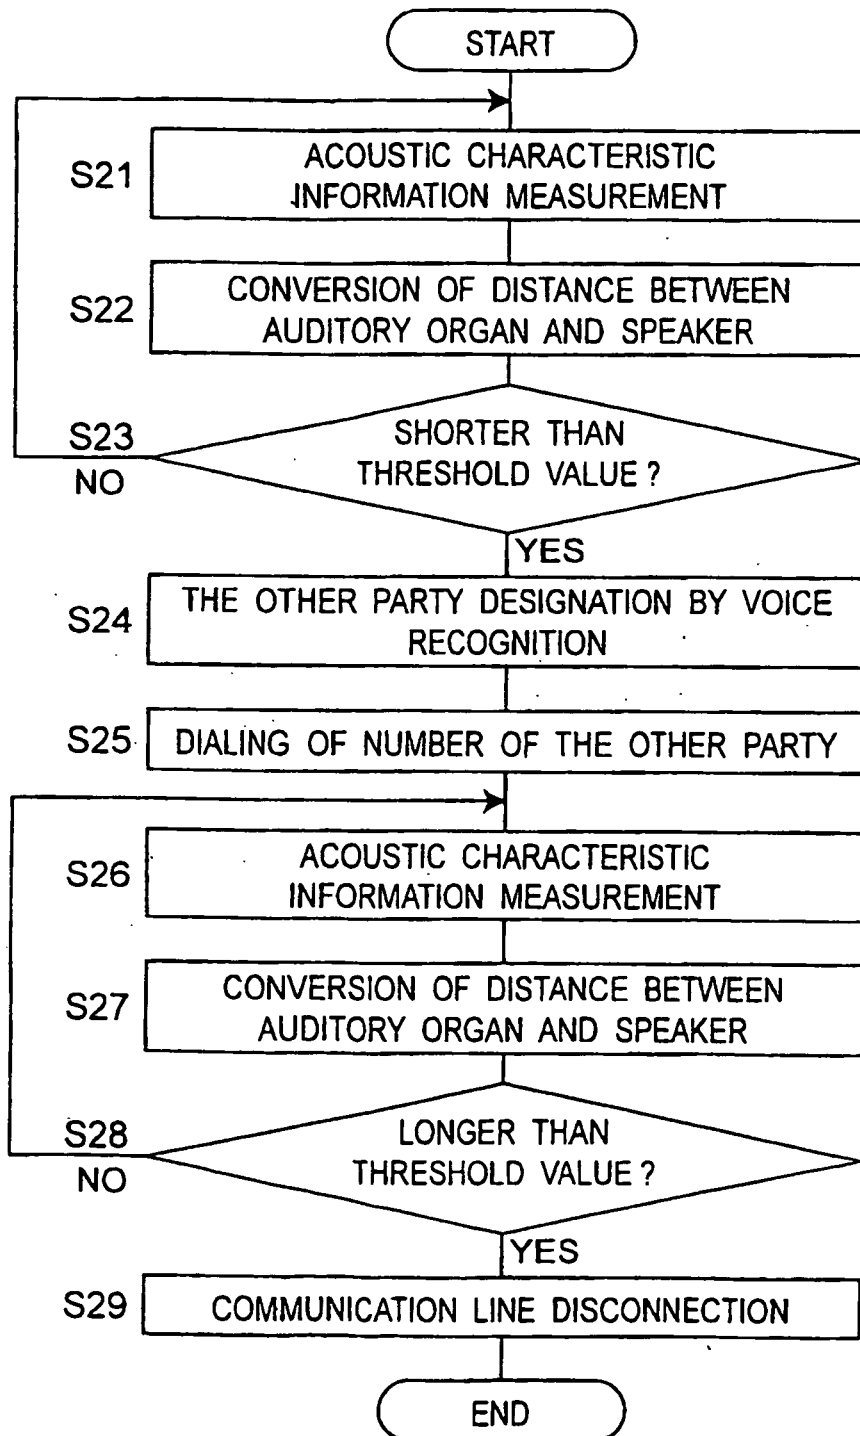 START
S21
ACOUSTIC CHARACTERISTIC
INFORMATION MEASUREMENT
S22
CONVERSION OF DISTANCE BETWEEN
AUDITORY ORGAN AND SPEAKER
S23
NO
SHORTER THAN
THRESHOLD VALUE?
YES
S24
THE OTHER PARTY DESIGNATION BY VOICE
RECOGNITION
S25
DIALING OF NUMBER OF THE OTHER PARTY
S26
ACOUSTIC CHARACTERISTIC
INFORMATION MEASUREMENT
S27
CONVERSION OF DISTANCE BETWEEN
AUDITORY ORGAN AND SPEAKER
S28
NO
LONGER THAN
THRESHOLD VALUE?
YES
S29
COMMUNICATION LINE DISCONNECTION
END